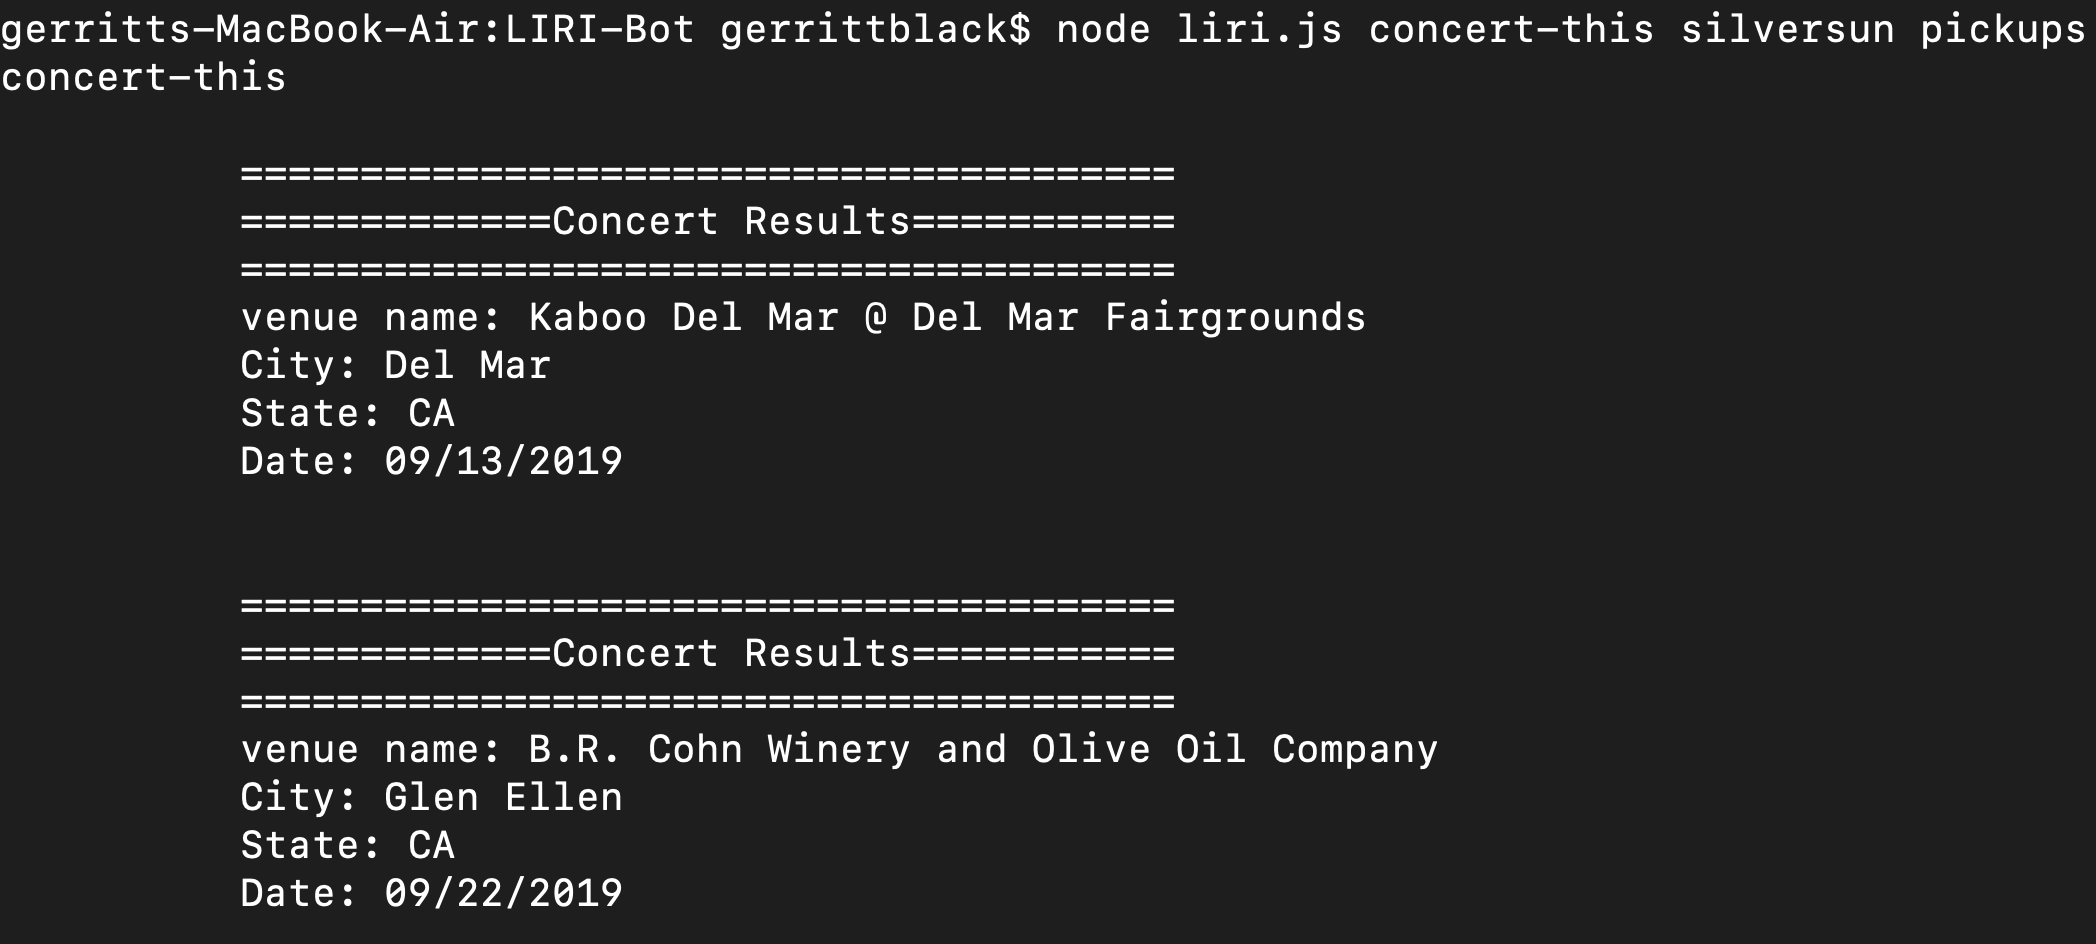 gerritts-MacBook-Air:LIRI-Bot gerrittblack$ node liri.js concert-this silversun pickups
concert-this
=======================================
=============Concert Results===========
=======================================
venue name: Kaboo Del Mar @ Del Mar Fairgrounds
City: Del Mar
State: CA
Date: 09/13/2019
=======================================
=============Concert Results===========
=======================================
venue name: B.R. Cohn Winery and Olive Oil Company
City: Glen Ellen
State: CA
Date: 09/22/2019